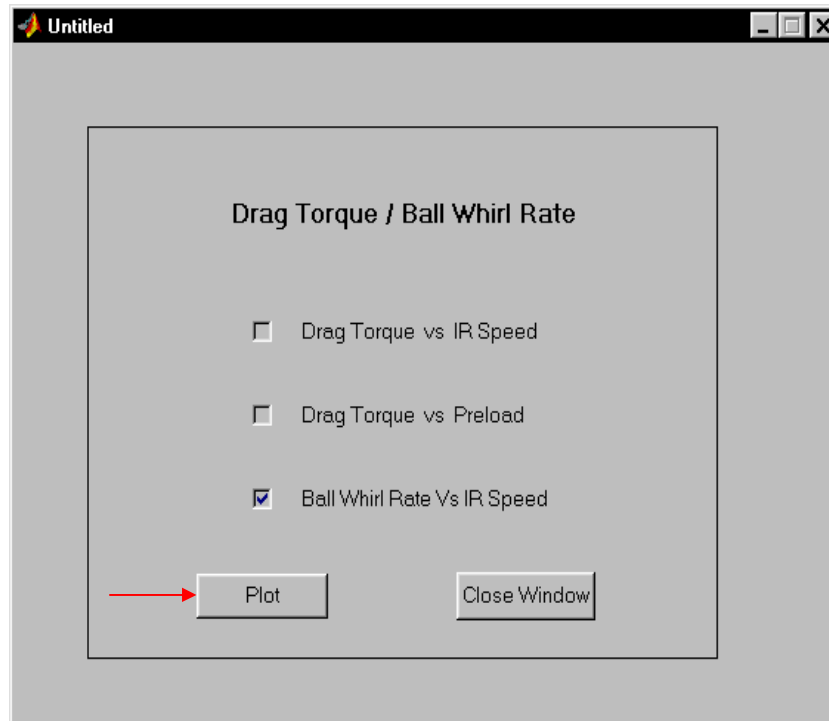 Untitled
Drag Torque / Ball Whirl Rate
Drag Torque vs IR Speed
Drag Torque vs Preload
Ball Whirl Rate Vs IR Speed
Plot
Close Window